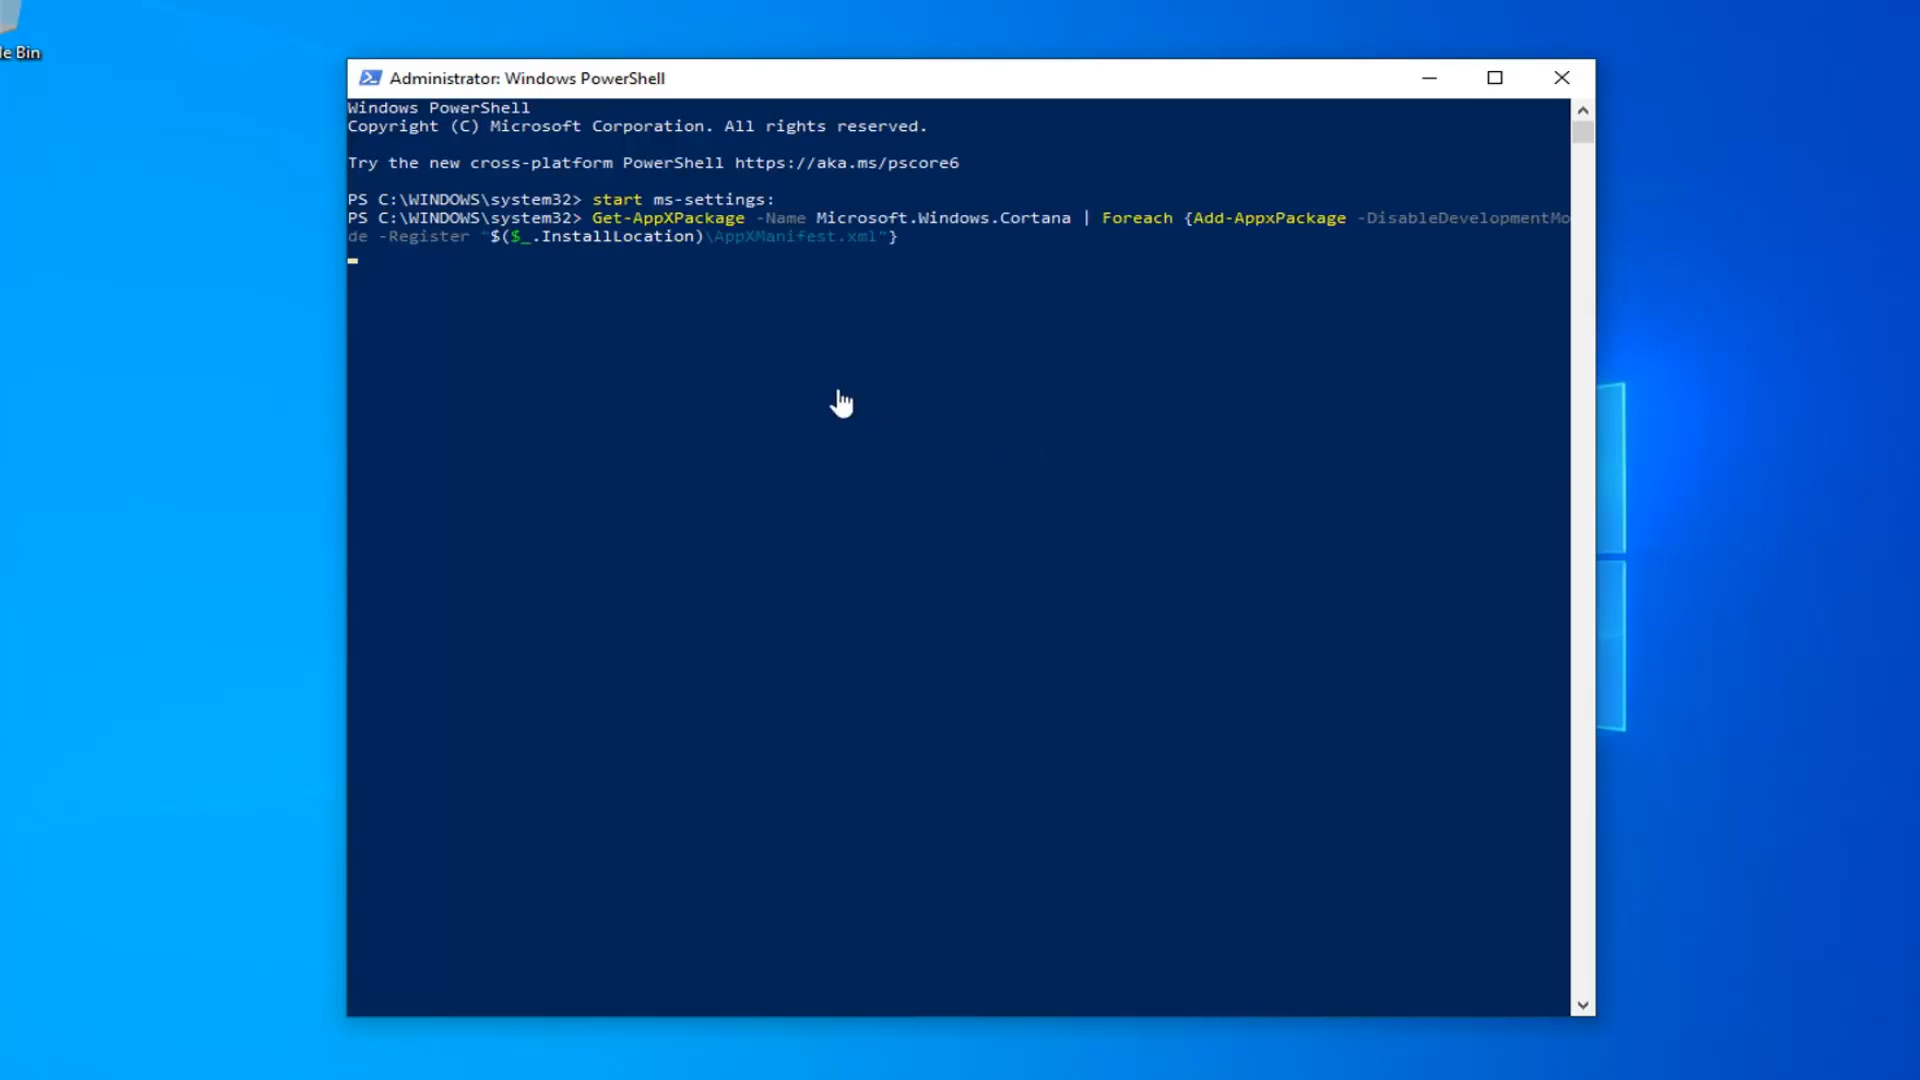 le Bin
Administrator: Windows PowerShell
Windows PowerShell
Copyright (C) Microsoft Corporation. All rights reserved.
Try the new cross-platform PowerShell https://aka.ms/pscore6
PS C:\WINDOWS\system32> start ms-settings:
PS C:\WINDOWS\system32> Get-AppXPackage -Name Microsoft.Windows.Cortana | Foreach {Add-AppxPackage -DisableDevelopmentMo
de -Register "$($_.InstallLocation)\AppXManifest.xml"}